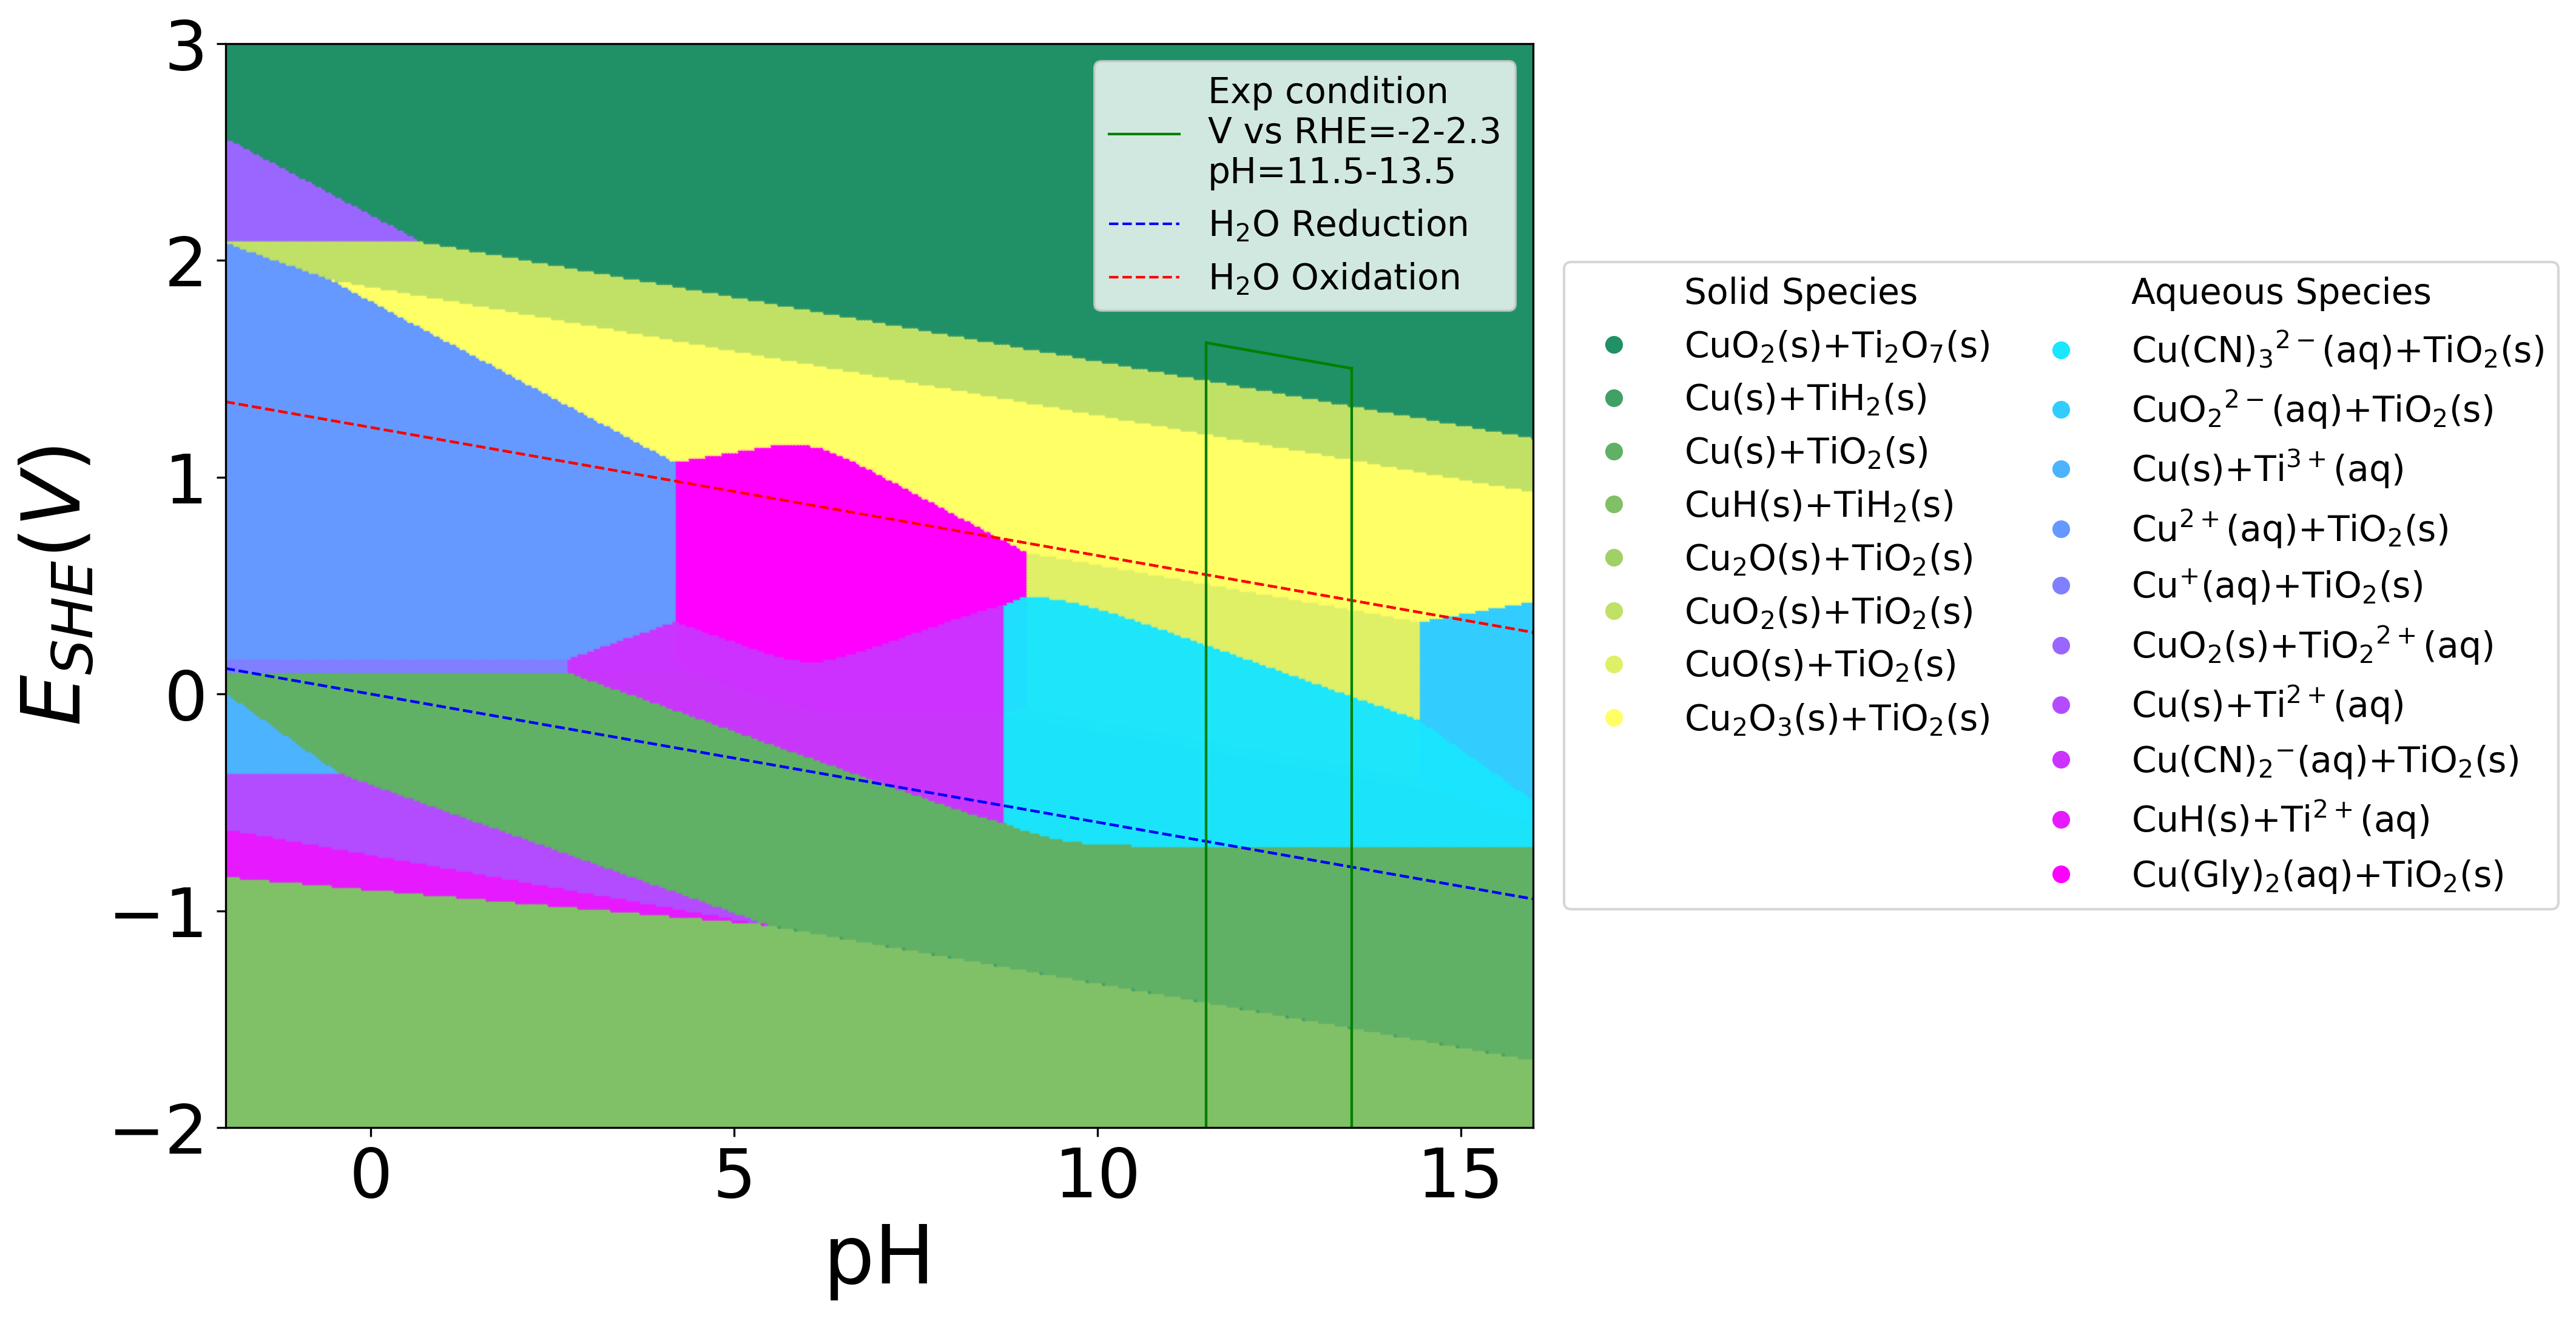 3
2
1
0
−1
−2
0
5
10
15
E_SHE(V)
pH
Exp condition
V vs RHE=-2-2.3
pH=11.5-13.5
H₂O Reduction
H₂O Oxidation
Solid Species
CuO₂(s)+Ti₂O₇(s)
Cu(s)+TiH₂(s)
Cu(s)+TiO₂(s)
CuH(s)+TiH₂(s)
Cu₂O(s)+TiO₂(s)
CuO₂(s)+TiO₂(s)
CuO(s)+TiO₂(s)
Cu₂O₃(s)+TiO₂(s)
Aqueous Species
Cu(CN)₃²⁻(aq)+TiO₂(s)
CuO₂²⁻(aq)+TiO₂(s)
Cu(s)+Ti³⁺(aq)
Cu²⁺(aq)+TiO₂(s)
Cu⁺(aq)+TiO₂(s)
CuO₂(s)+TiO₂²⁺(aq)
Cu(s)+Ti²⁺(aq)
Cu(CN)₂⁻(aq)+TiO₂(s)
CuH(s)+Ti²⁺(aq)
Cu(Gly)₂(aq)+TiO₂(s)